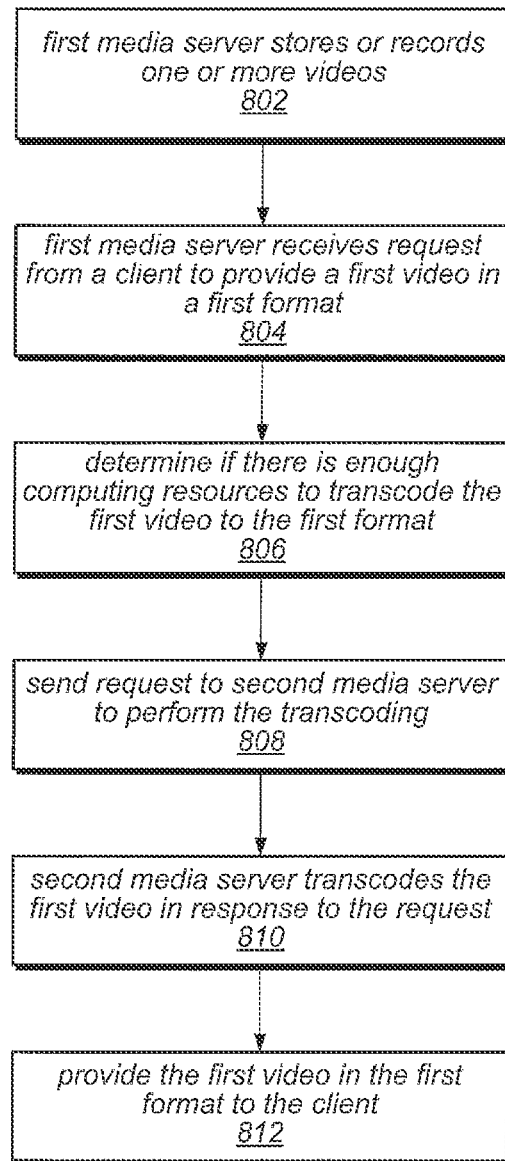 first media server stores or records
one or more videos
802
first media server receives request
from a client to provide a first video in
a first format
804
determine if there is enough
computing resources to transcode the
first video to the first format
806
send request to second media server
to perform the transcoding
808
second media server transcodes the
first video in response to the request
810
provide the first video in the first
format to the client
812